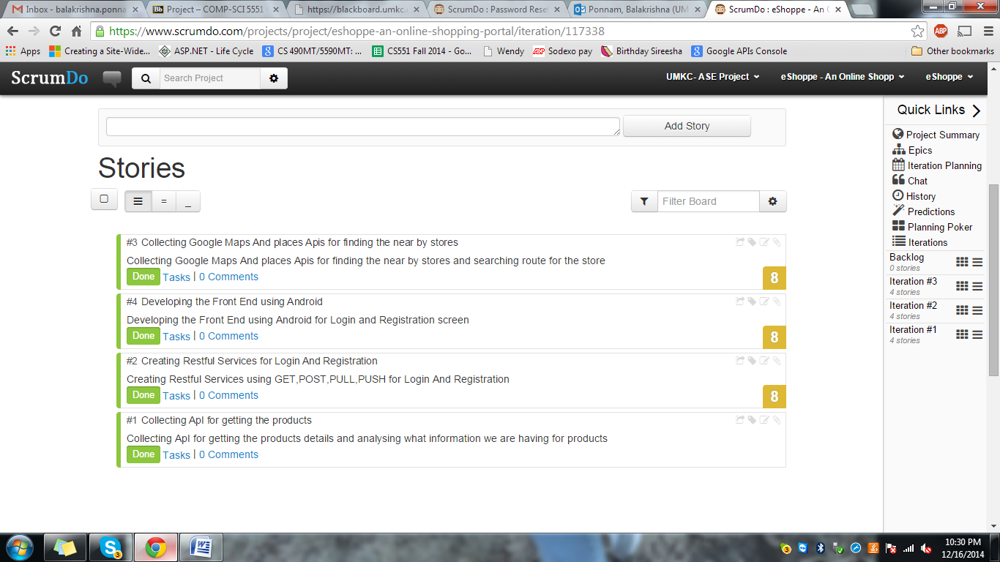 Inbox - balakrishna.ponna
Project – COMP-SCI 5551
https://blackboard.umkc.e
ScrumDo : Password Rese
Ponnam, Balakrishna (UM
ScrumDo : eShoppe - An
https://www.scrumdo.com/projects/project/eshoppe-an-online-shopping-portal/iteration/117338
ABP
Apps Creating a Site-Wide... ASP.NET - Life Cycle CS 490MT/5590MT: ... CS551 Fall 2014 - Go... Wendy Sodexo pay Birthday Sireesha Google APIs Console Other bookmarks
ScrumDo Search Project UMKC- ASE Project eShoppe - An Online Shopp eShoppe
Add Story
Stories
= _
Filter Board
#3 Collecting Google Maps And places Apis for finding the near by stores
Collecting Google Maps And places Apis for finding the near by stores and searching route for the store
Done Tasks | 0 Comments
8
#4 Developing the Front End using Android
Developing the Front End using Android for Login and Registration screen
Done Tasks | 0 Comments
8
#2 Creating Restful Services for Login And Registration
Creating Restful Services using GET,POST,PULL,PUSH for Login And Registration
Done Tasks | 0 Comments
8
#1 Collecting ApI for getting the products
Collecting ApI for getting the products details and analysing what information we are having for products
Done Tasks | 0 Comments
Quick Links
Project Summary
Epics
Iteration Planning
Chat
History
Predictions
Planning Poker
Iterations
Backlog
0 stories
Iteration #3
4 stories
Iteration #2
4 stories
Iteration #1
4 stories
10:30 PM
12/16/2014